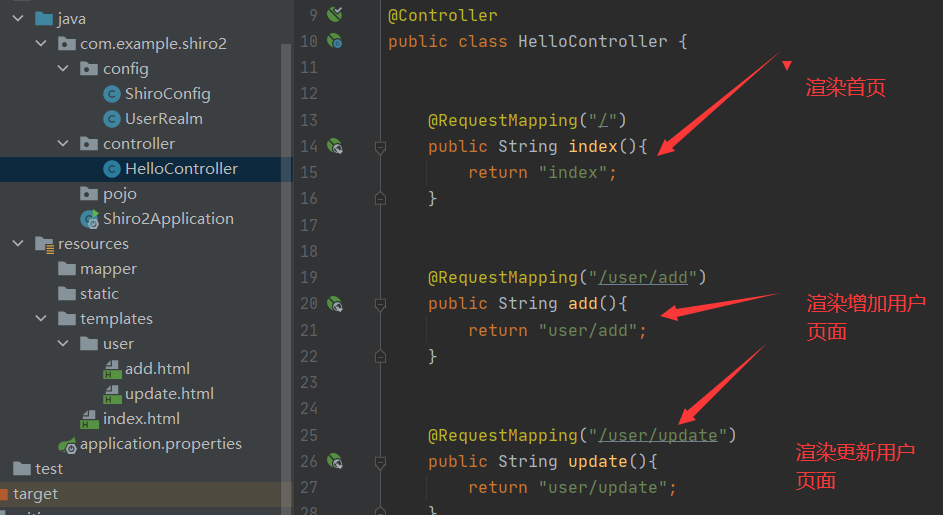 java
com.example.shiro2
config
ShiroConfig
UserRealm
controller
HelloController
pojo
Shiro2Application
resources
mapper
static
templates
user
add.html
update.html
index.html
application.properties
test
target
9 @Controller
10 public class HelloController {
11
12
13 @RequestMapping("/")
14 public String index(){
15 return "index";
16 }
17
18
19 @RequestMapping("/user/add")
20 public String add(){
21 return "user/add";
22 }
23
24
25 @RequestMapping("/user/update")
26 public String update(){
27 return "user/update";
28 }
渲染首页
渲染增加用户
页面
渲染更新用户
页面